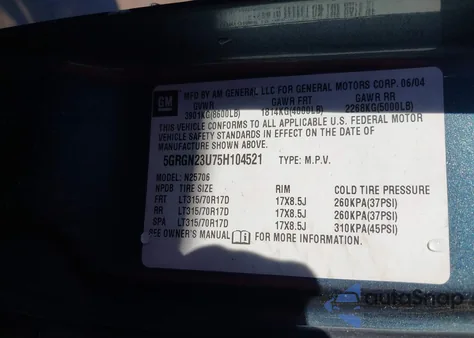 GM
MFD BY AM GENERAL, LLC FOR GENERAL MOTORS CORP. 06/04
GVWR GAWR FRT GAWR RR
3901KG(8600LB) 1814KG(4000LB) 2268KG(5000LB)
THIS VEHICLE CONFORMS TO ALL APPLICABLE U.S. FEDERAL MOTOR
VEHICLE SAFETY STANDARDS IN EFFECT ON THE DATE OF
MANUFACTURE SHOWN ABOVE.
5GRGN23U75H104521 TYPE: M.P.V.
MODEL: N25706
NPOB TIRE SIZE RIM COLD TIRE PRESSURE
FRT LT315/70R17D 17X8.5J 260KPA(37PSI)
RR LT315/70R17D 17X8.5J 260KPA(37PSI)
SPA LT315/70R17D 17X8.5J 310KPA(45PSI)
SEE OWNER'S MANUAL FOR MORE INFORMATION.
autoSnap